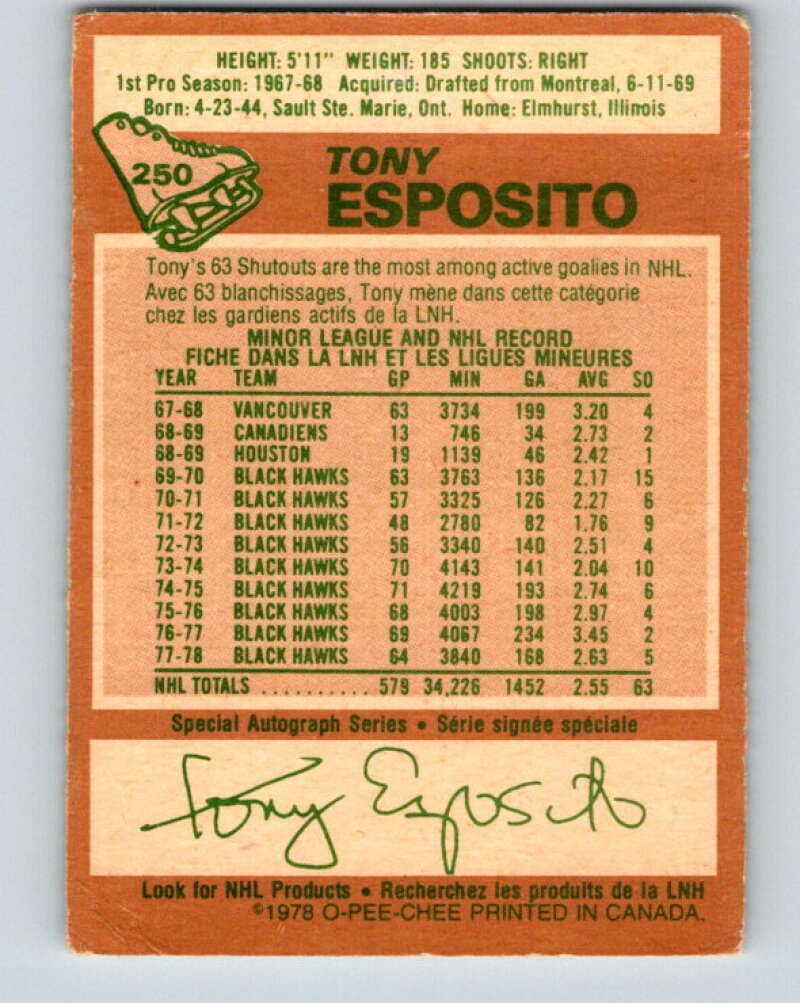 HEIGHT: 5'11" WEIGHT: 185 SHOOTS: RIGHT
1st Pro Season: 1967-68 Acquired: Drafted from Montreal, 6-11-69
Born: 4-23-44, Sault Ste. Marie, Ont. Home: Elmhurst, Illinois
250
TONY
ESPOSITO
Tony's 63 Shutouts are the most among active goalies in NHL.
Avec 63 blanchissages, Tony mène dans cette catégorie
chez les gardiens actifs de la LNH.
MINOR LEAGUE AND NHL RECORD
FICHE DANS LA LNH ET LES LIGUES MINEURES
YEAR TEAM GP MIN GA AVG SO
67-68 VANCOUVER 63 3734 199 3.20 4
68-69 CANADIENS 13 746 34 2.73 2
68-69 HOUSTON 19 1139 46 2.42 1
69-70 BLACK HAWKS 63 3763 136 2.17 15
70-71 BLACK HAWKS 57 3325 126 2.27 6
71-72 BLACK HAWKS 48 2780 82 1.76 9
72-73 BLACK HAWKS 56 3340 140 2.51 4
73-74 BLACK HAWKS 70 4143 141 2.04 10
74-75 BLACK HAWKS 71 4219 193 2.74 6
75-76 BLACK HAWKS 68 4003 198 2.97 4
76-77 BLACK HAWKS 69 4067 234 3.45 2
77-78 BLACK HAWKS 64 3840 168 2.63 5
NHL TOTALS .......... 579 34,226 1452 2.55 63
Special Autograph Series • Série signée spéciale
Tony Esposito
Look for NHL Products • Recherchez les produits de la LNH
©1978 O-PEE-CHEE PRINTED IN CANADA.